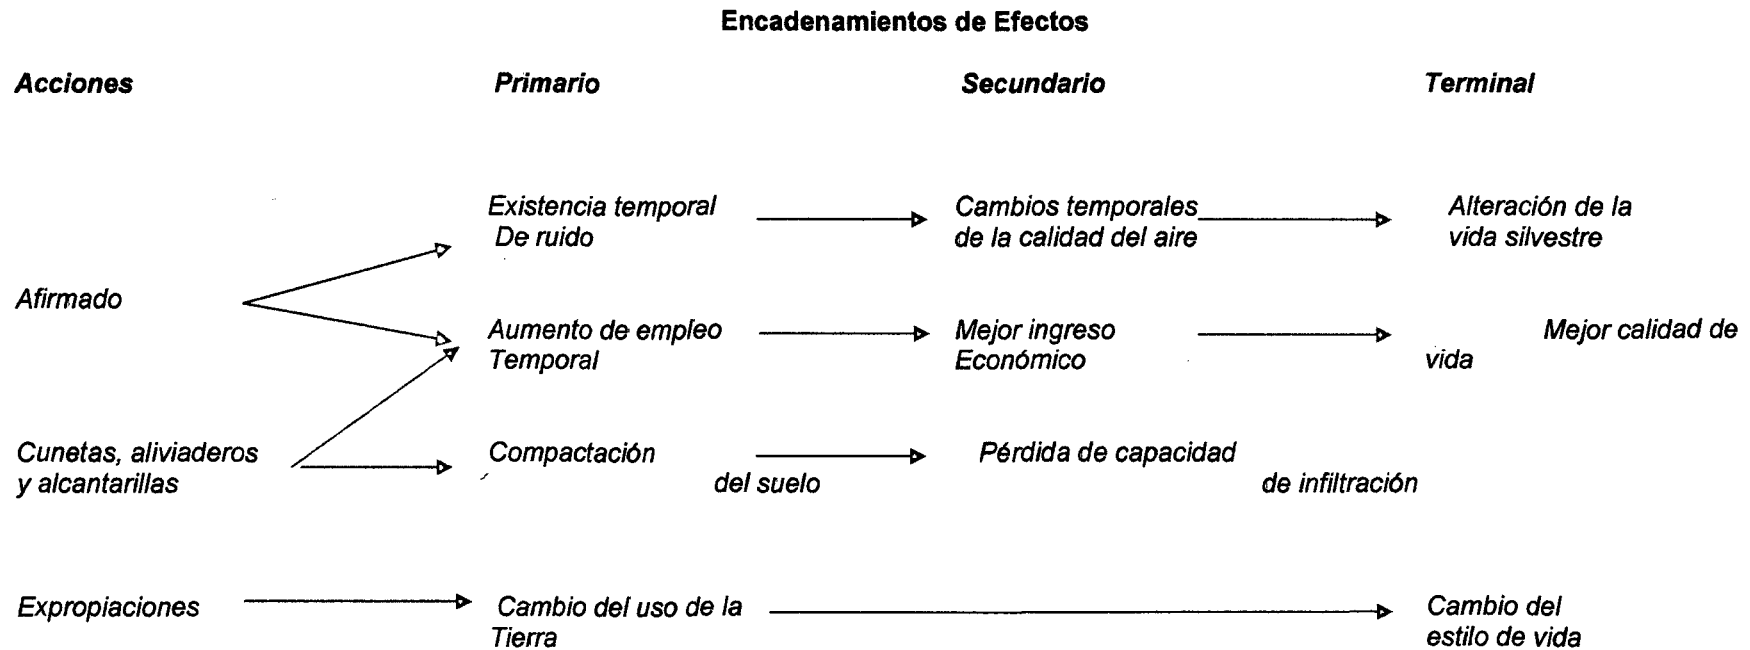 Encadenamientos de Efectos
Acciones Primario Secundario Terminal
Existencia temporal Cambios temporales Alteración de la
De ruido de la calidad del aire vida silvestre
Afirmado
Aumento de empleo Mejor ingreso Mejor calidad de
Temporal Económico vida
Cunetas, aliviaderos Compactación Pérdida de capacidad
y alcantarillas del suelo de infiltración
Expropiaciones Cambio del uso de la Cambio del
Tierra estilo de vida